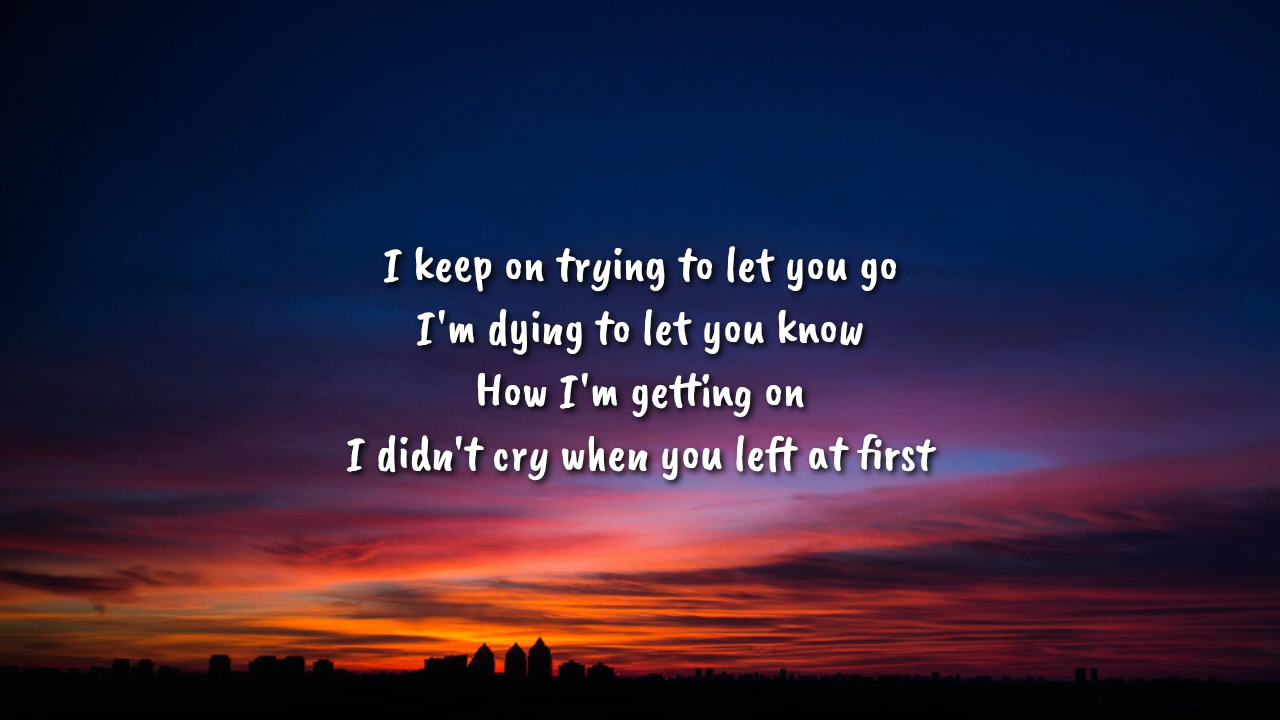 I keep on trying to let you go
I'm dying to let you know
How I'm getting on
I didn't cry when you left at first